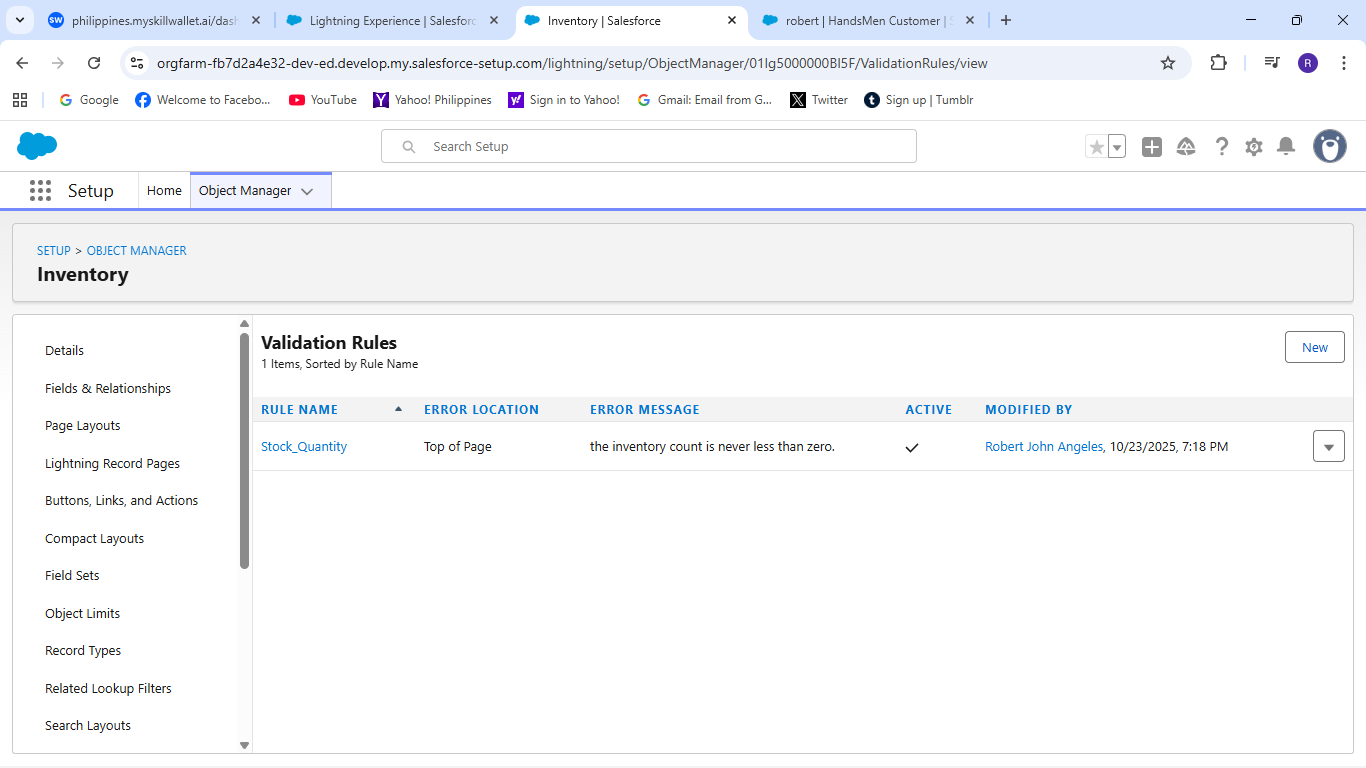 philippines.myskillwallet.ai/dash
Lightning Experience | Salesforc
Inventory | Salesforce
robert | HandsMen Customer | S
orgfarm-fb7d2a4e32-dev-ed.develop.my.salesforce-setup.com/lightning/setup/ObjectManager/01Ig5000000BI5F/ValidationRules/view
R
Google
Welcome to Facebo...
YouTube
Yahoo! Philippines
Sign in to Yahoo!
Gmail: Email from G...
Twitter
Sign up | Tumblr
Search Setup
Setup
Home
Object Manager
SETUP > OBJECT MANAGER
Inventory
Details
Fields & Relationships
Page Layouts
Lightning Record Pages
Buttons, Links, and Actions
Compact Layouts
Field Sets
Object Limits
Record Types
Related Lookup Filters
Search Layouts
Validation Rules
1 Items, Sorted by Rule Name
New
RULE NAME ERROR LOCATION ERROR MESSAGE ACTIVE MODIFIED BY
Stock_Quantity Top of Page the inventory count is never less than zero. Robert John Angeles, 10/23/2025, 7:18 PM